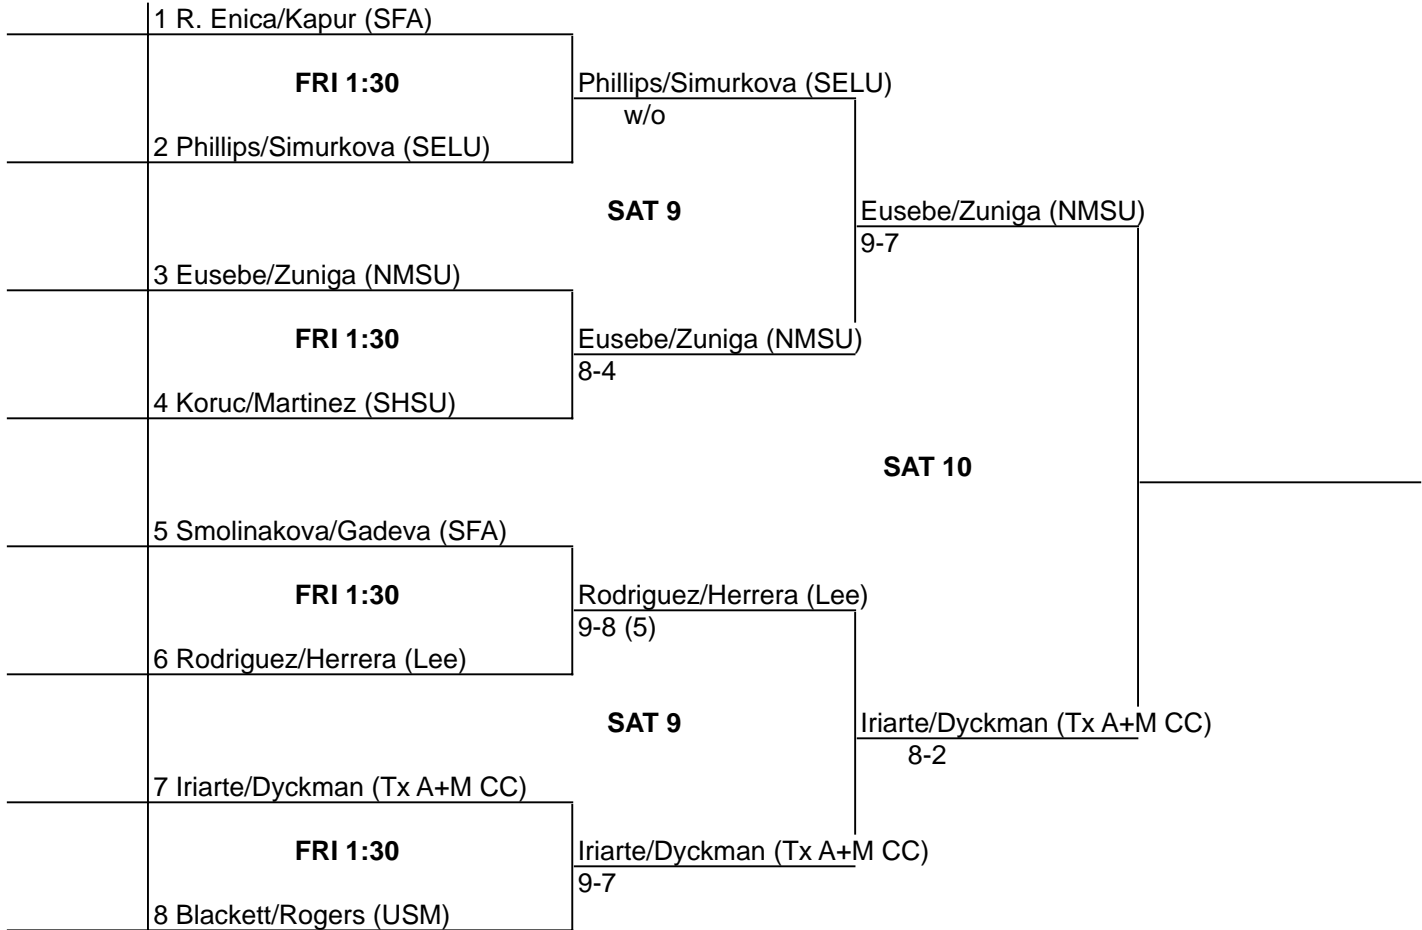 1 R. Enica/Kapur (SFA)
FRI 1:30
Phillips/Simurkova (SELU)
w/o
2 Phillips/Simurkova (SELU)
SAT 9
Eusebe/Zuniga (NMSU)
9-7
3 Eusebe/Zuniga (NMSU)
FRI 1:30
Eusebe/Zuniga (NMSU)
8-4
4 Koruc/Martinez (SHSU)
SAT 10
5 Smolinakova/Gadeva (SFA)
FRI 1:30
Rodriguez/Herrera (Lee)
9-8 (5)
6 Rodriguez/Herrera (Lee)
SAT 9
Iriarte/Dyckman (Tx A+M CC)
8-2
7 Iriarte/Dyckman (Tx A+M CC)
FRI 1:30
Iriarte/Dyckman (Tx A+M CC)
9-7
8 Blackett/Rogers (USM)